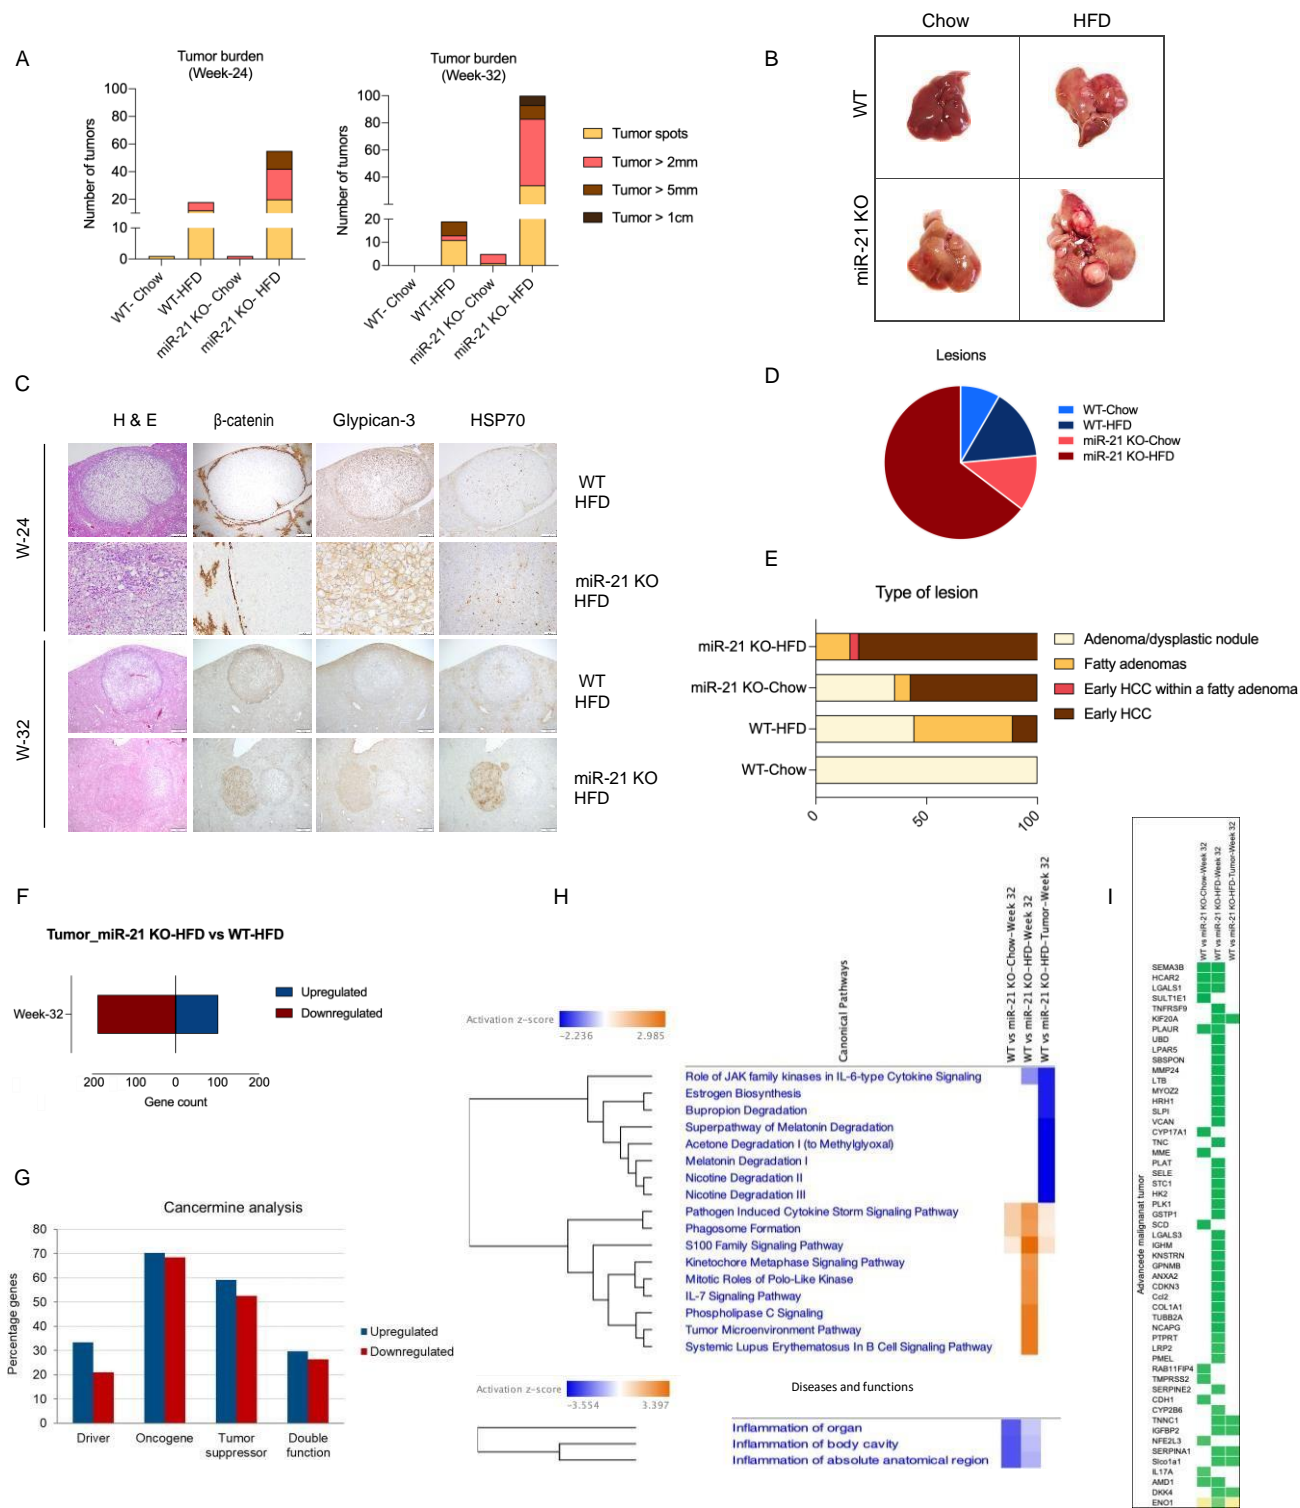 A
Tumor burden
(Week-24)
Number of tumors
100
80
60
40
20
10
0
WT- Chow
WT-HFD
miR-21 KO- Chow
miR-21 KO- HFD
Tumor burden
(Week-32)
Number of tumors
100
80
60
40
20
10
0
WT- Chow
WT-HFD
miR-21 KO- Chow
miR-21 KO- HFD
Tumor spots
Tumor > 2mm
Tumor > 5mm
Tumor > 1cm
B
Chow
HFD
WT
miR-21 KO
C
H & E
β-catenin
Glypican-3
HSP70
W-24
WT
HFD
miR-21 KO
HFD
W-32
WT
HFD
miR-21 KO
HFD
D
Lesions
WT-Chow
WT-HFD
miR-21 KO-Chow
miR-21 KO-HFD
E
Type of lesion
miR-21 KO-HFD
miR-21 KO-Chow
WT-HFD
WT-Chow
0
50
100
Adenoma/dysplastic nodule
Fatty adenomas
Early HCC within a fatty adenoma
Early HCC
F
Tumor_miR-21 KO-HFD vs WT-HFD
Week-32
Upregulated
Downregulated
200 100 0 100 200
Gene count
G
Cancermine analysis
Percentage genes
80
70
60
50
40
30
20
10
0
Driver
Oncogene
Tumor
suppressor
Double
function
Upregulated
Downregulated
H
Activation z-score
−2.236 2.985
Canonical Pathways
WT vs miR-21 KO-Chow-Week 32
WT vs miR-21 KO-HFD-Week 32
WT vs miR-21 KO-HFD-Tumor-Week 32
Role of JAK family kinases in IL-6-type Cytokine Signaling
Estrogen Biosynthesis
Bupropion Degradation
Superpathway of Melatonin Degradation
Acetone Degradation I (to Methylglyoxal)
Melatonin Degradation I
Nicotine Degradation II
Nicotine Degradation III
Pathogen Induced Cytokine Storm Signaling Pathway
Phagosome Formation
S100 Family Signaling Pathway
Kinetochore Metaphase Signaling Pathway
Mitotic Roles of Polo-Like Kinase
IL-7 Signaling Pathway
Phospholipase C Signaling
Tumor Microenvironment Pathway
Systemic Lupus Erythematosus In B Cell Signaling Pathway
Activation z-score
−3.554 3.397
Diseases and functions
Inflammation of organ
Inflammation of body cavity
Inflammation of absolute anatomical region
I
WT vs miR-21 KO-Chow-Week 32
WT vs miR-21 KO-HFD-Week 32
WT vs miR-21 KO-HFD-Tumor-Week 32
Advancede malignanat tumor
SEMA3B
HCAR2
LGALS1
SULT1E1
TNFRSF9
KIF20A
PLAUR
UBD
LPAR5
SBSPON
MMP24
LTB
MYOZ2
HRH1
SLPI
VCAN
CYP17A1
TNC
MME
PLAT
SELE
STC1
HK2
PLK1
GSTP1
SCD
LGALS3
IGHM
KNSTRN
GPNMB
ANXA2
CDKN3
Ccl2
COL1A1
TUBB2A
NCAPG
PTPRT
LRP2
PMEL
RAB11FIP4
TMPRSS2
SERPINE2
CDH1
CYP2B6
TNNC1
IGFBP2
NFE2L3
SERPINA1
Slco1a1
IL17A
AMD1
DKK4
ENO1